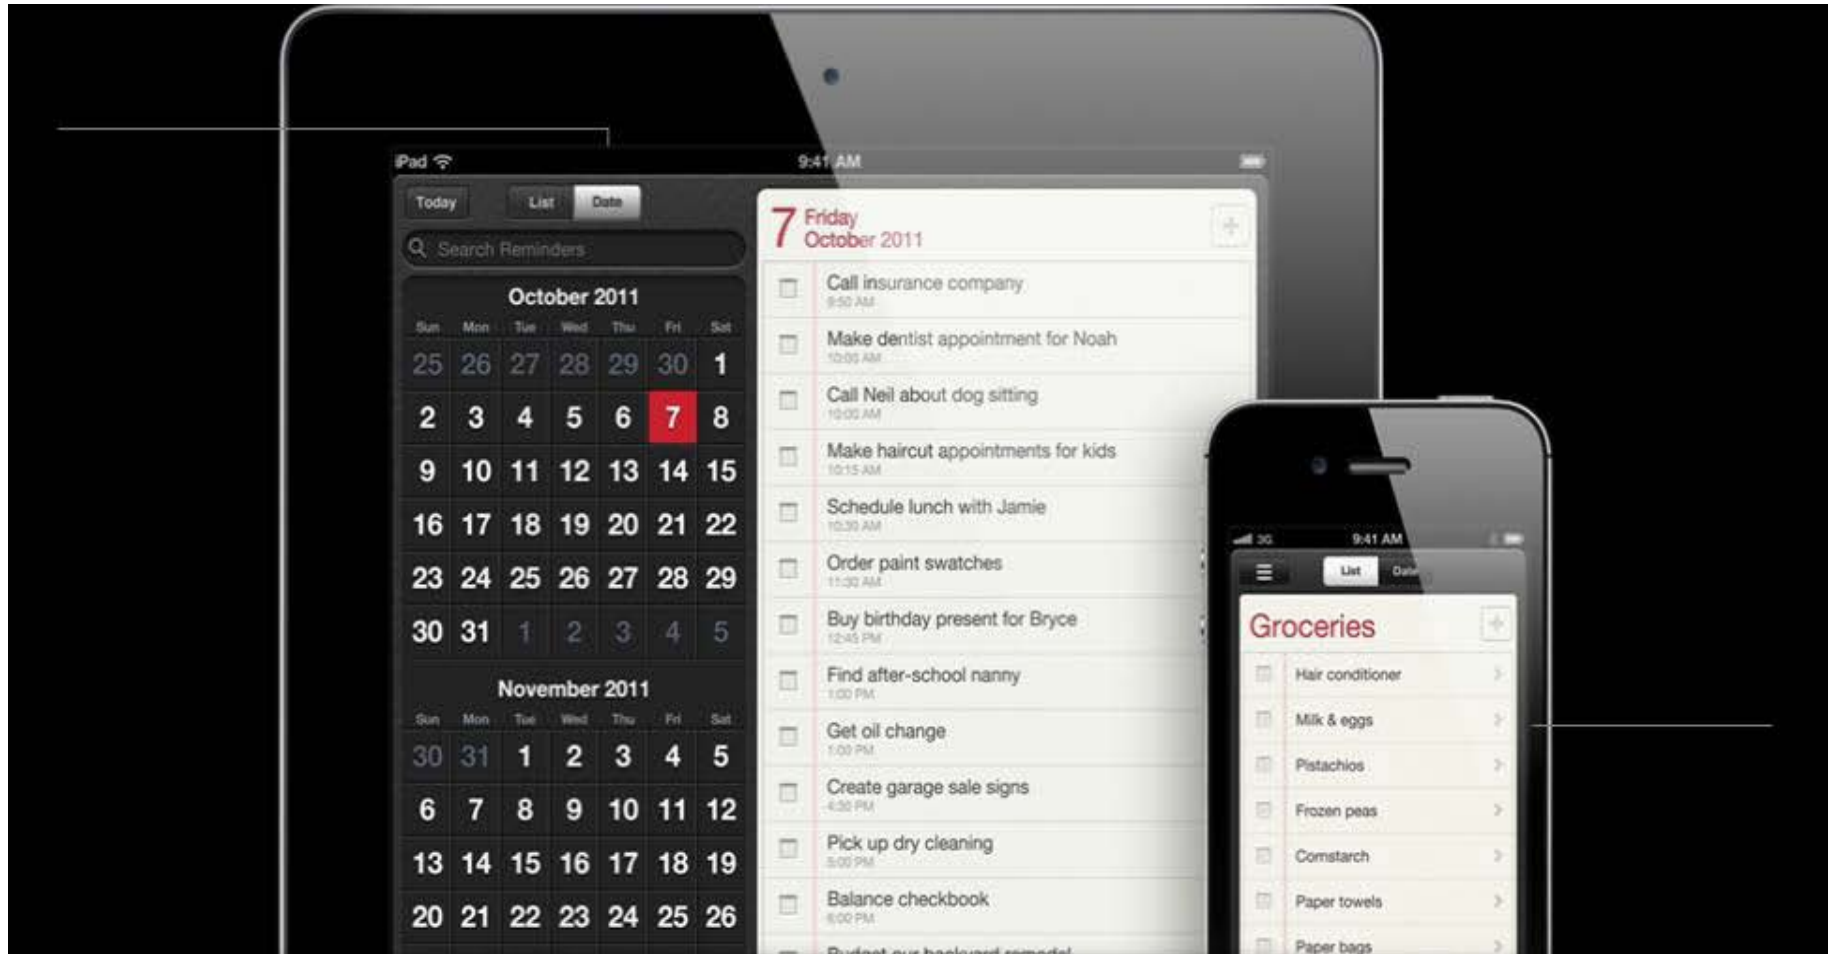 iPad
9:41 AM
Today
List
Date
Search Reminders
October 2011
Sun Mon Tue Wed Thu Fri Sat
25 26 27 28 29 30 1
2 3 4 5 6 7 8
9 10 11 12 13 14 15
16 17 18 19 20 21 22
23 24 25 26 27 28 29
30 31 1 2 3 4 5
November 2011
Sun Mon Tue Wed Thu Fri Sat
30 31 1 2 3 4 5
6 7 8 9 10 11 12
13 14 15 16 17 18 19
20 21 22 23 24 25 26
7 Friday
October 2011
Call insurance company
9:50 AM
Make dentist appointment for Noah
10:00 AM
Call Neil about dog sitting
10:00 AM
Make haircut appointments for kids
10:15 AM
Schedule lunch with Jamie
10:30 AM
Order paint swatches
11:30 AM
Buy birthday present for Bryce
12:45 PM
Find after-school nanny
1:00 PM
Get oil change
1:00 PM
Create garage sale signs
4:30 PM
Pick up dry cleaning
5:00 PM
Balance checkbook
6:00 PM
Budget our backyard remodel
3G
9:41 AM
List
Date
Groceries
Hair conditioner
Milk & eggs
Pistachios
Frozen peas
Cornstarch
Paper towels
Paper bags